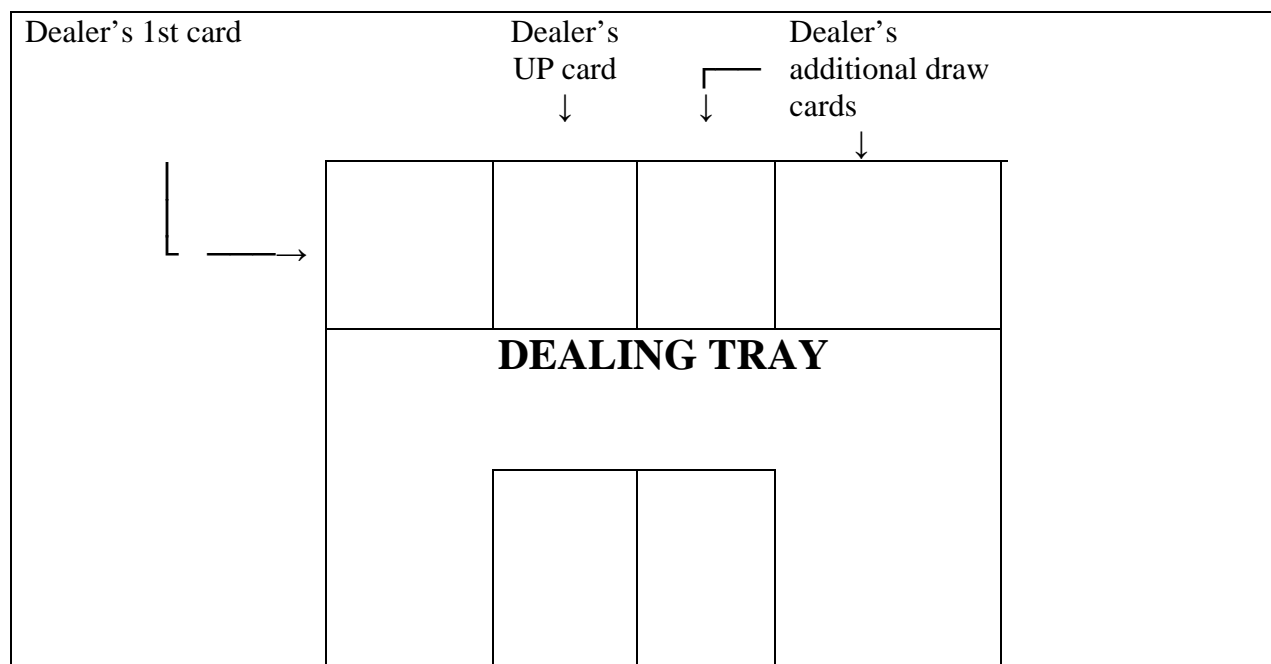 Dealer’s 1st card
Dealer’s
UP card
Dealer’s
additional draw
cards
DEALING TRAY